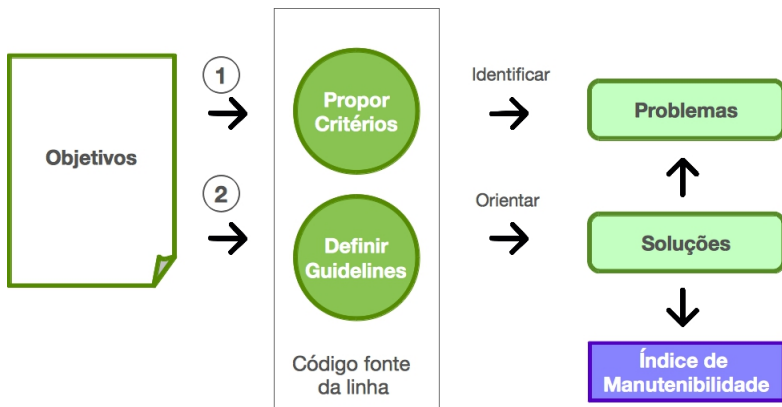 Objetivos
1
2
Propor
Critérios
Definir
Guidelines
Código fonte
da linha
Identificar
Orientar
Problemas
Soluções
Índice de
Manutenibilidade